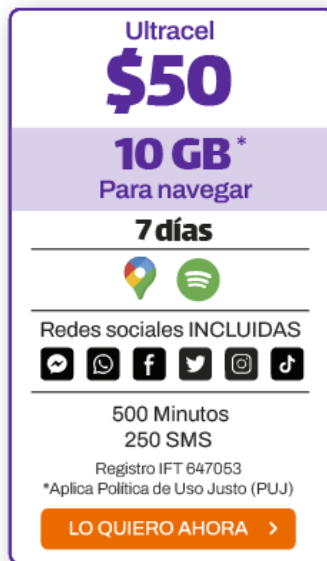 Ultracel
$50
10 GB*
Para navegar
7 días
Redes sociales INCLUIDAS
500 Minutos
250 SMS
Registro IFT 647053
*Aplica Política de Uso Justo (PUJ)
LO QUIERO AHORA >